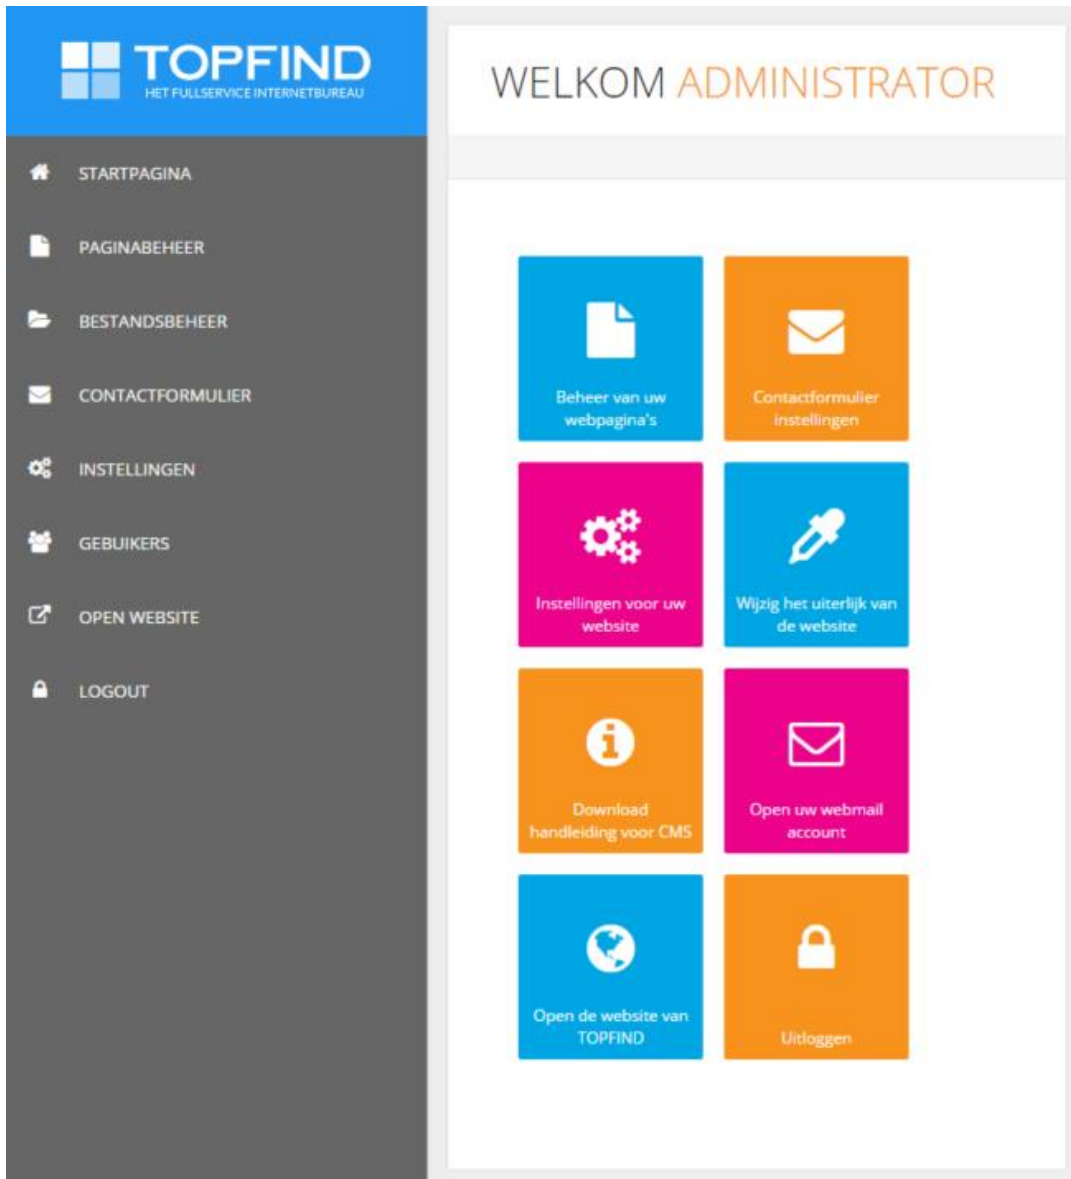 TOPFIND
HET FULLSERVICE INTERNETBUREAU
WELKOM ADMINISTRATOR
STARTPAGINA
PAGINABEHEER
BESTANDSBEHEER
CONTACTFORMULIER
INSTELLINGEN
GEBUIKERS
OPEN WEBSITE
LOGOUT
Beheer van uw
webpagina's
Contactformulier
instellingen
Instellingen voor uw
website
Wijzig het uiterlijk van
de website
Download
handleiding voor CMS
Open uw webmail
account
Open de website van
TOPFIND
Uitloggen